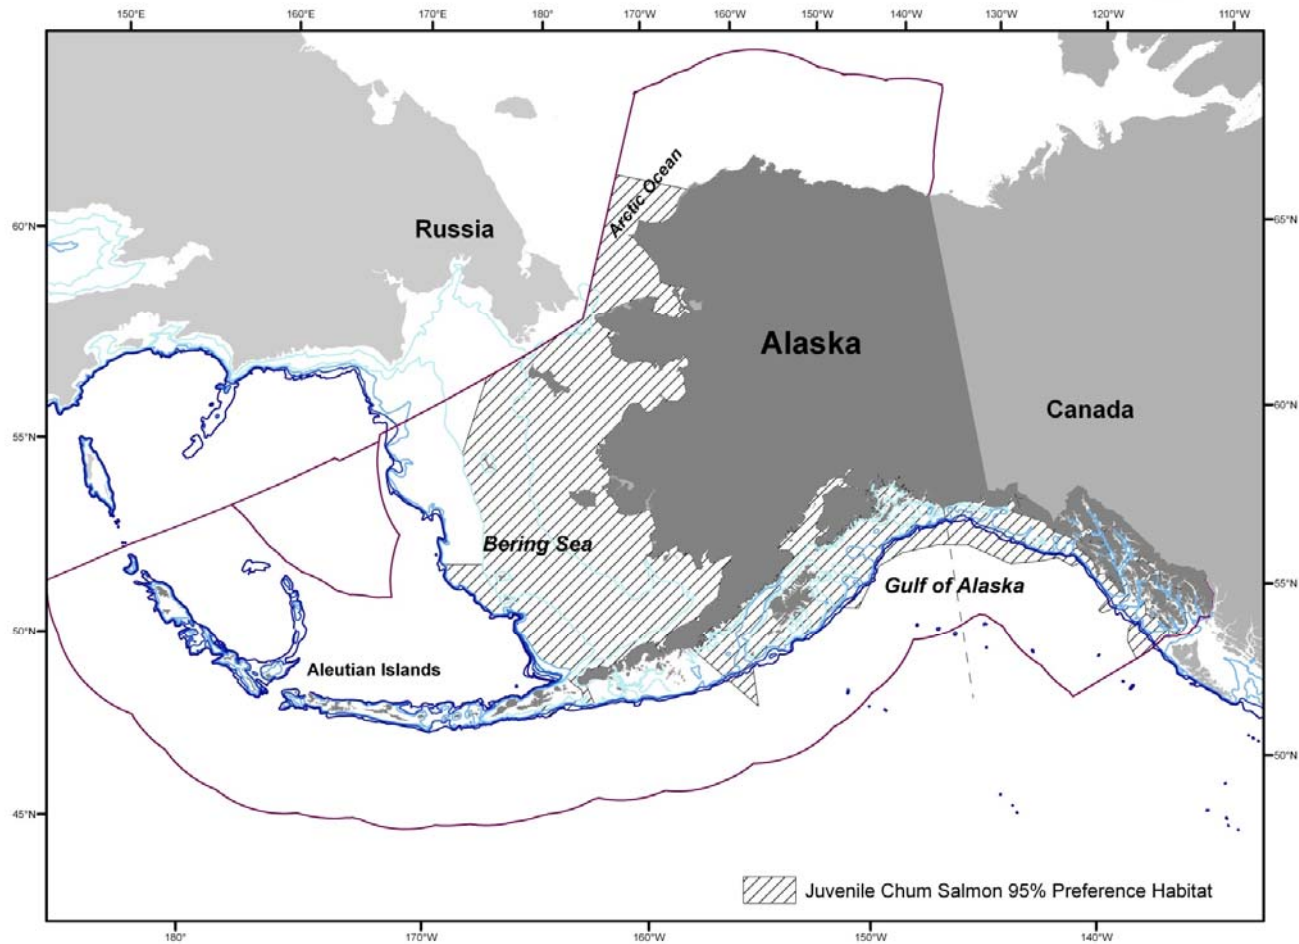 150°E 160°E 170°E 180° 170°W 160°W 150°W 140°W 130°W 120°W 110°W
Arctic Ocean
60°N
Russia
65°N
Alaska
Canada
60°N
55°N
Bering Sea
Gulf of Alaska
55°N
50°N
Aleutian Islands
50°N
45°N
Juvenile Chum Salmon 95% Preference Habitat
180° 170°W 160°W 150°W 140°W